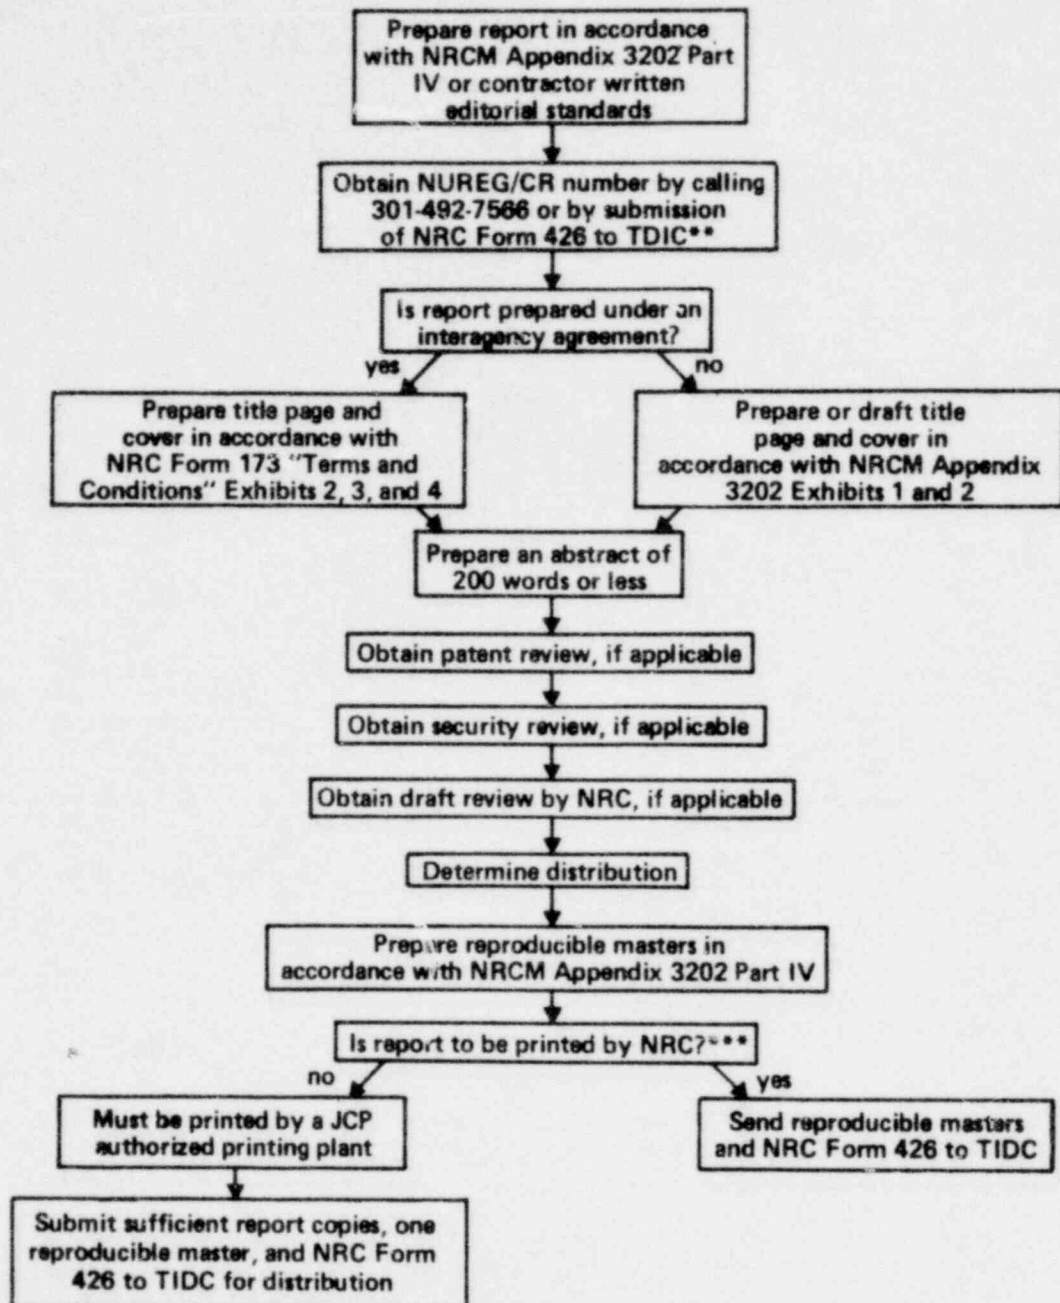 Prepare report in accordance
with NRCM Appendix 3202 Part
IV or contractor written
editorial standards
Obtain NUREG/CR number by calling
301-492-7566 or by submission
of NRC Form 426 to TDIC**
Is report prepared under an
interagency agreement?
yes
no
Prepare title page and
cover in accordance with
NRC Form 173 "Terms and
Conditions" Exhibits 2, 3, and 4
Prepare or draft title
page and cover in
accordance with NRCM Appendix
3202 Exhibits 1 and 2
Prepare an abstract of
200 words or less
Obtain patent review, if applicable
Obtain security review, if applicable
Obtain draft review by NRC, if applicable
Determine distribution
Prepare reproducible masters in
accordance with NRCM Appendix 3202 Part IV
Is report to be printed by NRC?***
no
yes
Must be printed by a JCP
authorized printing plant
Send reproducible masters
and NRC Form 426 to TIDC
Submit sufficient report copies, one
reproducible master, and NRC Form
426 to TIDC for distribution